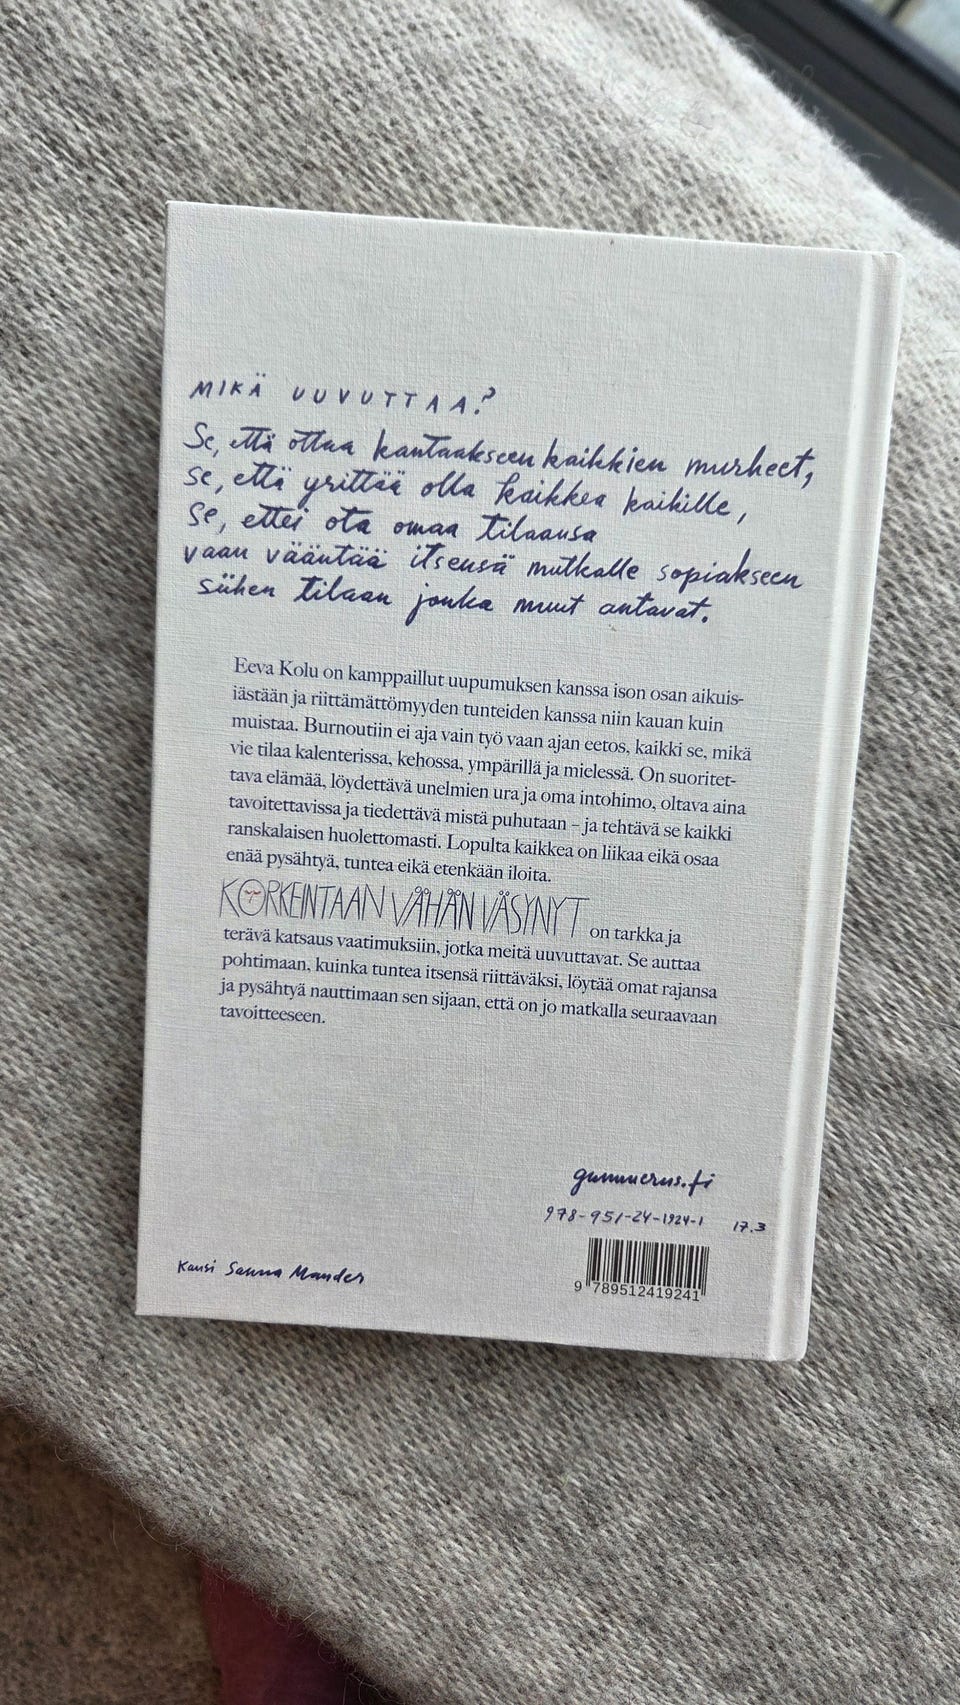 MIKÄ UUVUTTAA?
Se, että ottaa kantaakseen kaikkien murheet,
se, että yrittää olla kaikkea kaikille,
se, ettei ota omaa tilaansa
vaan vääntää itsensä mutkalle sopiakseen
siihen tilaan jonka muut antavat.
Eeva Kolu on kamppaillut uupumuksen kanssa ison osan aikuis-
iästään ja riittämättömyyden tunteiden kanssa niin kauan kuin
muistaa. Burnoutiin ei aja vain työ vaan ajan eetos, kaikki se, mikä
vie tilaa kalenterissa, kehossa, ympärillä ja mielessä. On suoritet-
tava elämää, löydettävä unelmien ura ja oma intohimo, oltava aina
tavoitettavissa ja tiedettävä mistä puhutaan – ja tehtävä se kaikki
ranskalaisen huolettomasti. Lopulta kaikkea on liikaa eikä osaa
enää pysähtyä, tuntea eikä etenkään iloita.
KORKEINTAAN VÄHÄN VÄSYNYT on tarkka ja
terävä katsaus vaatimuksiin, jotka meitä uuvuttavat. Se auttaa
pohtimaan, kuinka tuntea itsensä riittäväksi, löytää omat rajansa
ja pysähtyä nauttimaan sen sijaan, että on jo matkalla seuraavaan
tavoitteeseen.
gummerus.fi
978-951-24-1924-1 17.3
Kansi Sanna Mander
9 789512 419241